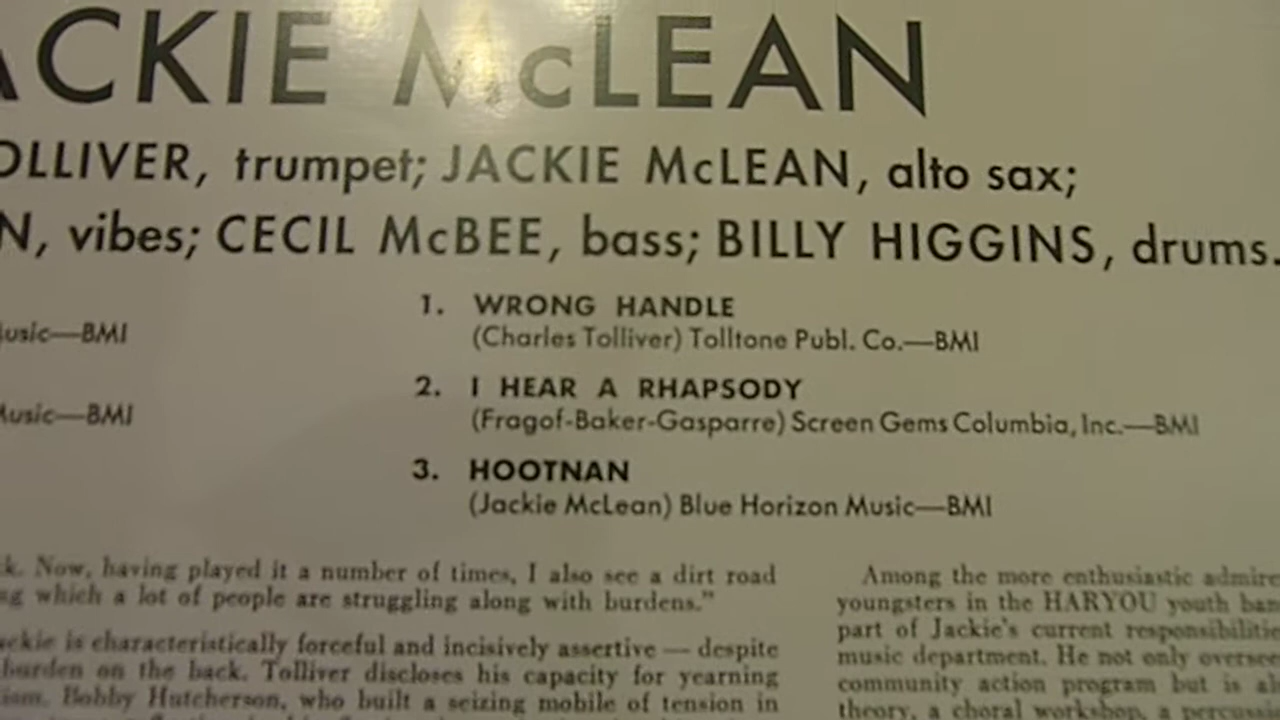 ACKIE McLEAN
OLLIVER, trumpet; JACKIE McLEAN, alto sax;
N, vibes; CECIL McBEE, bass; BILLY HIGGINS, drums.
usic—BMI
Music—BMI
1. WRONG HANDLE
(Charles Tolliver) Tolltone Publ. Co.—BMI
2. I HEAR A RHAPSODY
(Fragof-Baker-Gasparre) Screen Gems Columbia, Inc.—BMI
3. HOOTNAN
(Jackie McLean) Blue Horizon Music—BMI
k. Now, having played it a number of times, I also see a dirt road
g which a lot of people are struggling along with burdens."
ackie is characteristically forceful and incisively assertive — despite
burden on the back. Tolliver discloses his capacity for yearning
ism. Bobby Hutcherson, who built a seizing mobile of tension in
Among the more enthusiastic admire
youngsters in the HARYOU youth ban
part of Jackie's current responsibilitie
music department. He not only oversee
community action program but is al
theory, a choral workshop, a percussio